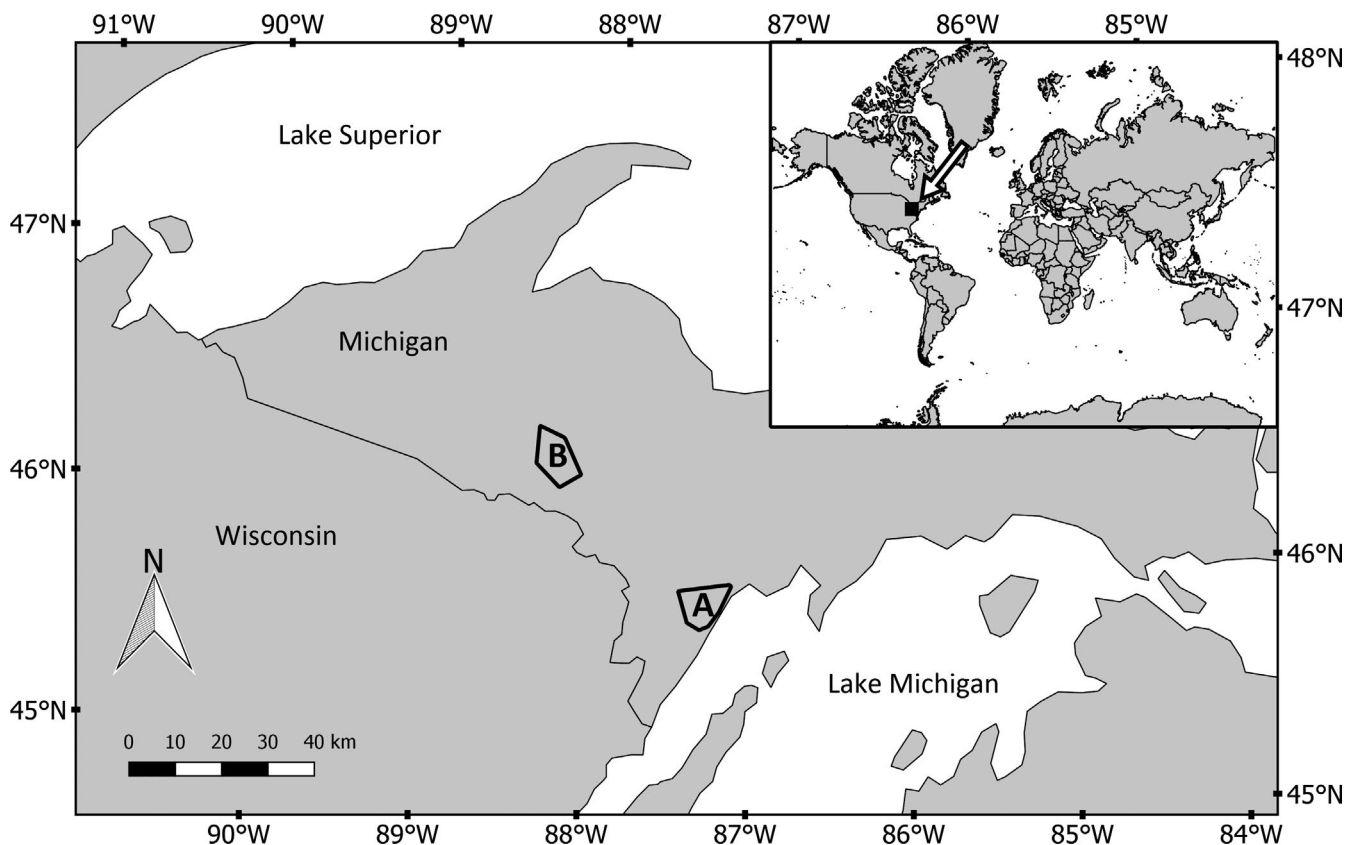 91°W 90°W 89°W 88°W 87°W 86°W 85°W
48°N
Lake Superior
47°N
47°N
Michigan
B
46°N
Wisconsin
46°N
N
A
Lake Michigan
45°N
0 10 20 30 40 km
45°N
90°W 89°W 88°W 87°W 86°W 85°W 84°W